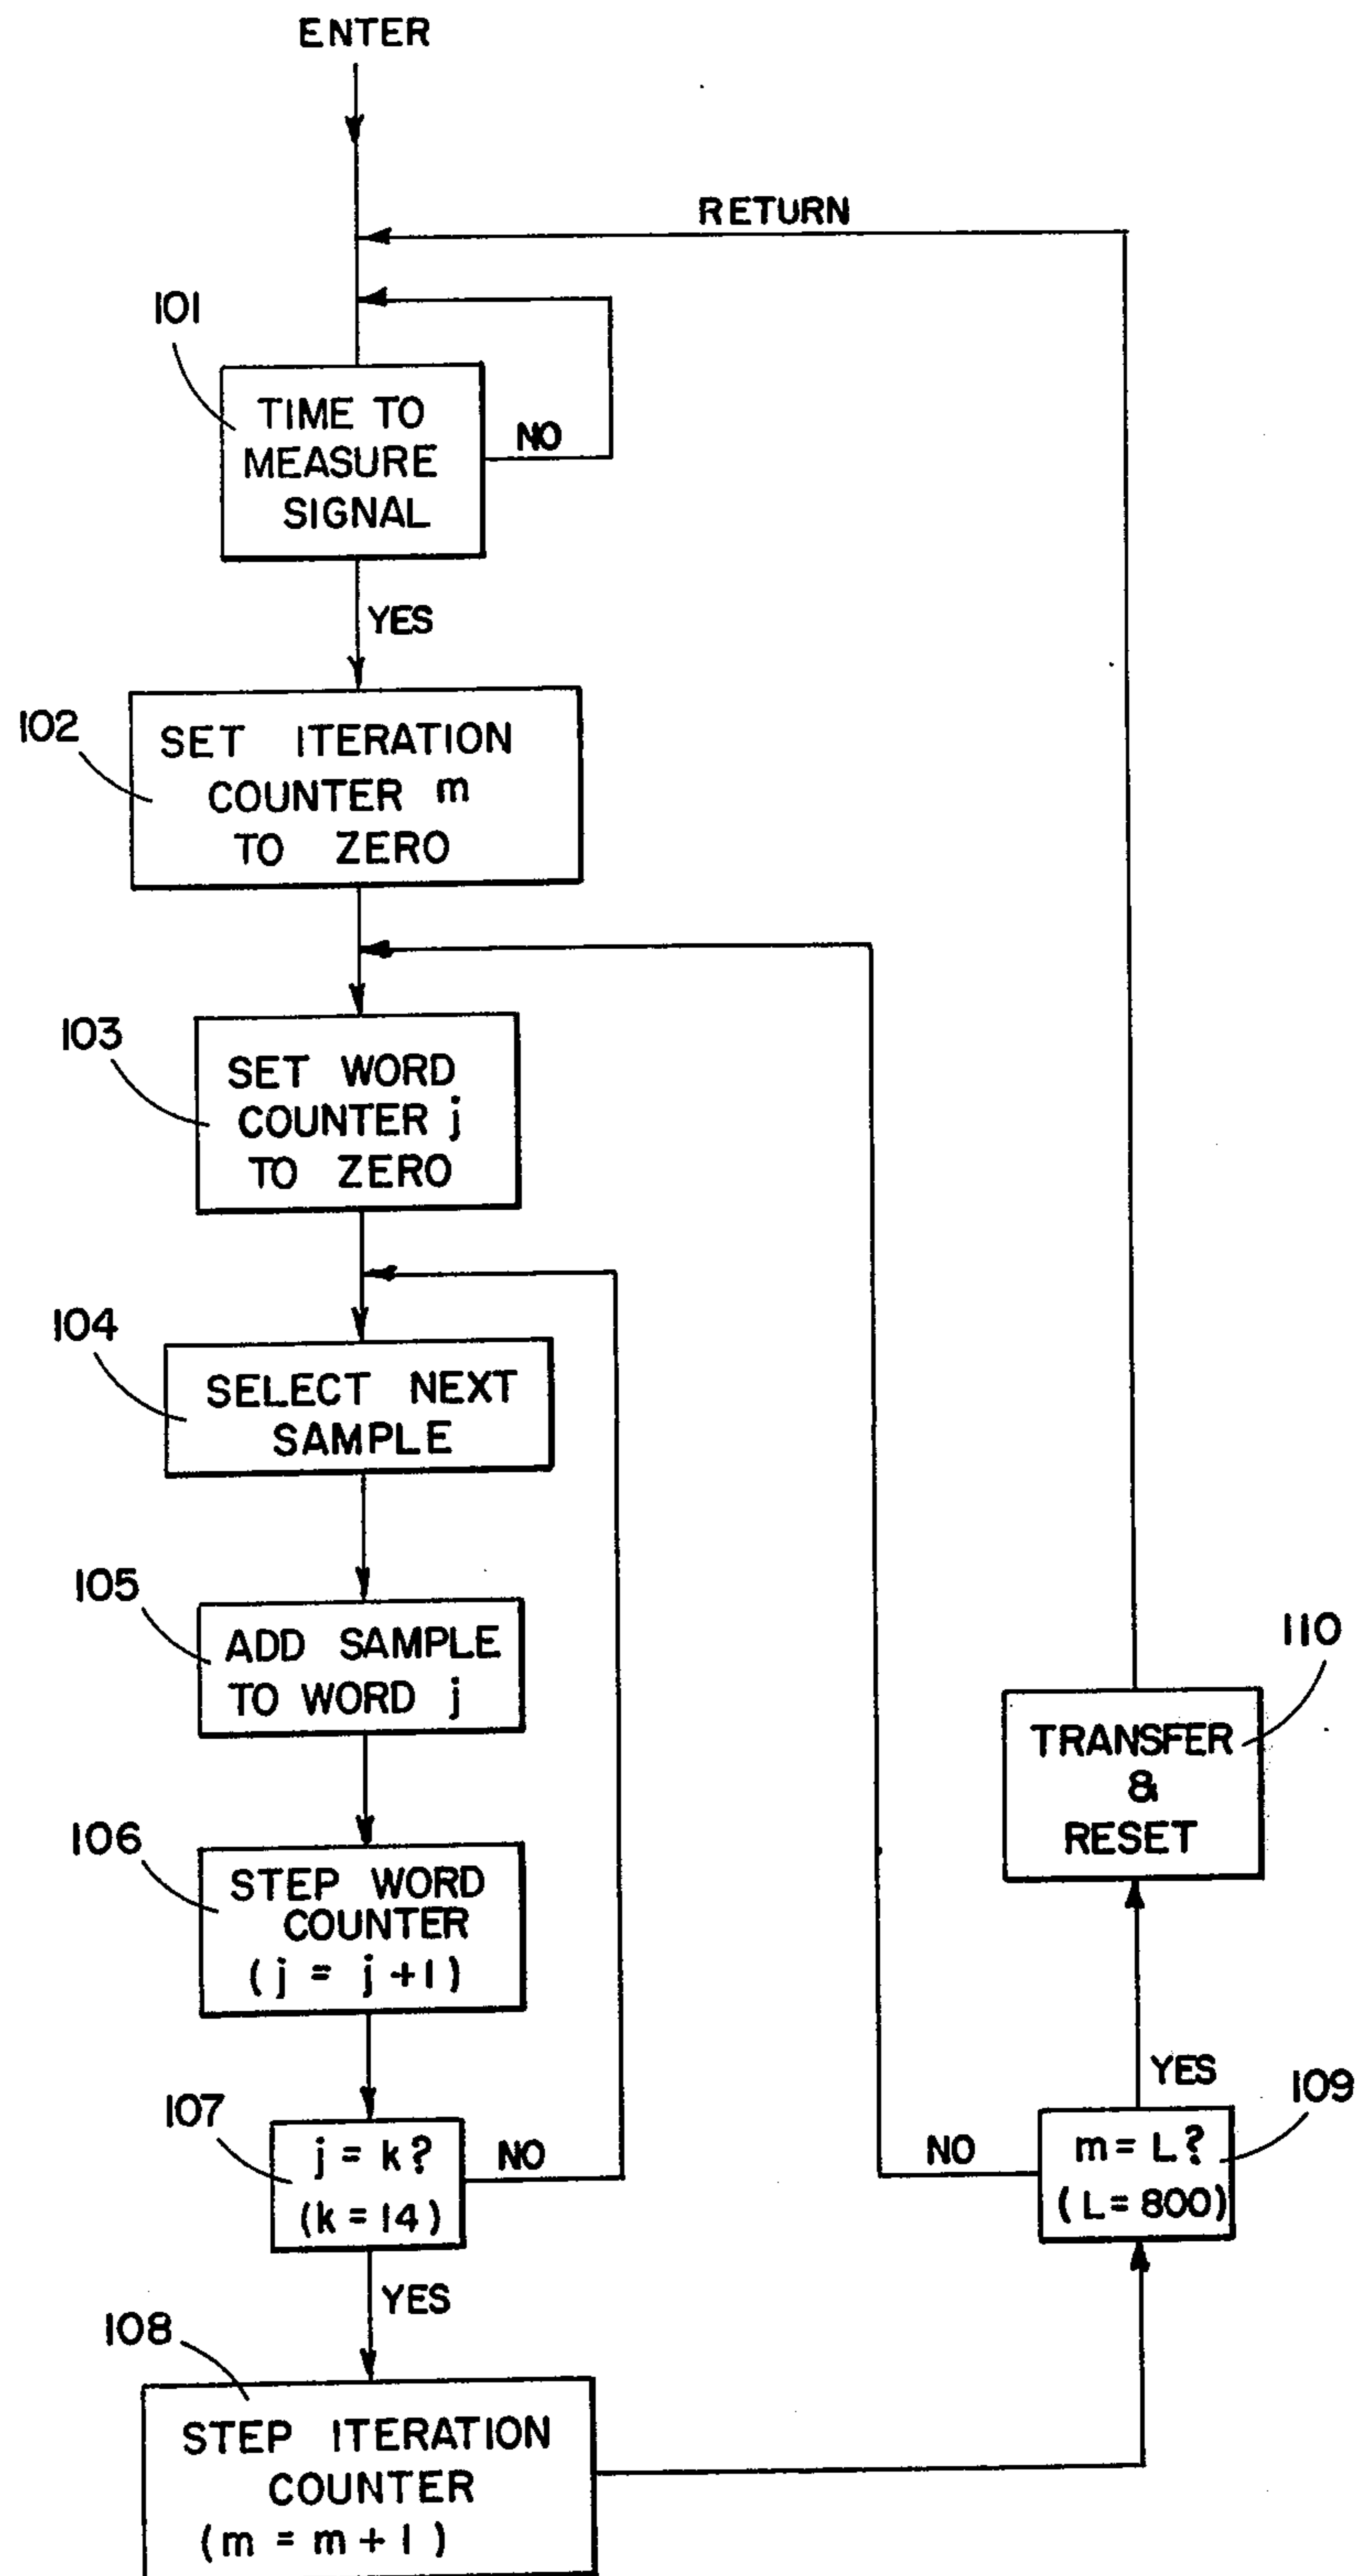 ENTER
RETURN
101
TIME TO
MEASURE
SIGNAL
NO
YES
102
SET ITERATION
COUNTER m
TO ZERO
103
SET WORD
COUNTER j
TO ZERO
104
SELECT NEXT
SAMPLE
105
ADD SAMPLE
TO WORD j
106
STEP WORD
COUNTER
(j = j+1)
107
j = k?
(k=14)
NO
YES
108
STEP ITERATION
COUNTER
(m = m+1)
109
m=L?
(L=800)
NO
YES
110
TRANSFER
&
RESET